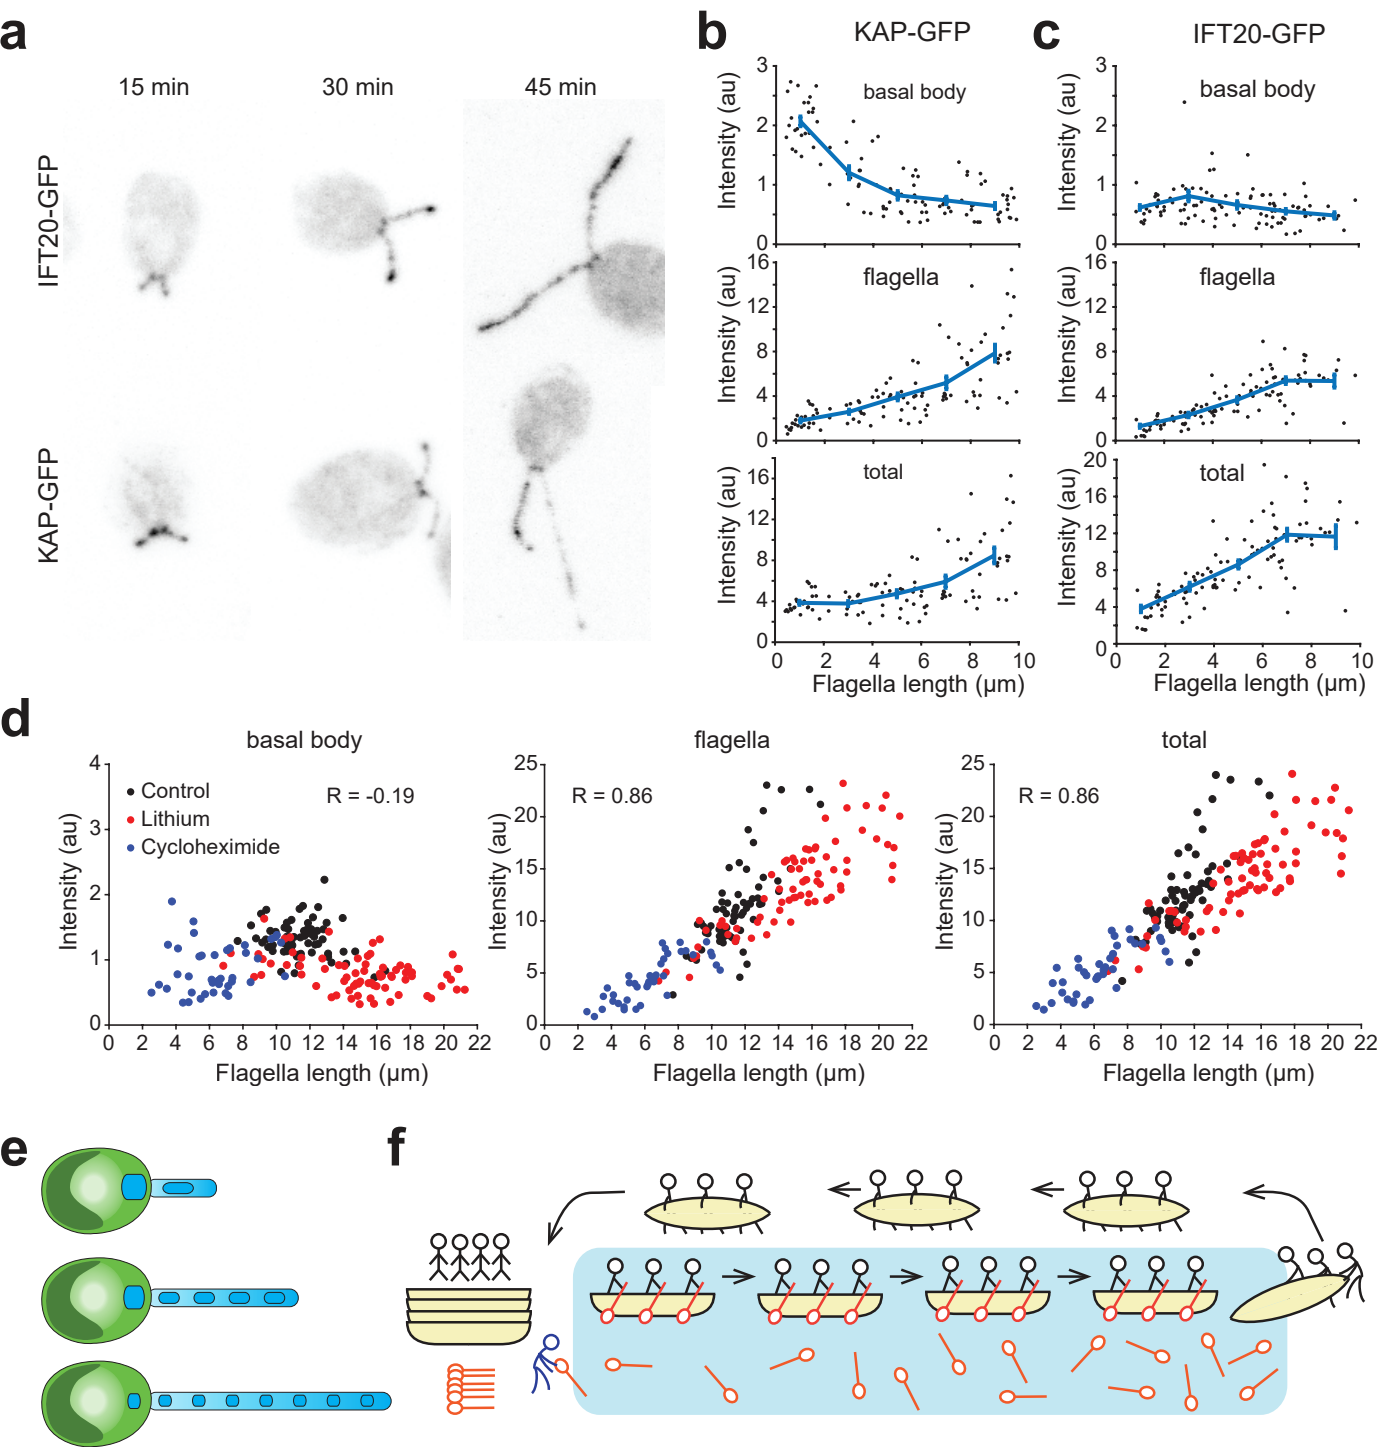 a
15 min
30 min
45 min
IFT20-GFP
KAP-GFP
b
KAP-GFP
Intensity (au)
3
2
1
0
basal body
Intensity (au)
16
12
8
4
0
flagella
Intensity (au)
16
12
8
4
0
total
0 2 4 6 8 10
Flagella length (µm)
c
IFT20-GFP
Intensity (au)
3
2
1
0
basal body
Intensity (au)
16
12
8
4
0
flagella
Intensity (au)
20
16
12
8
4
0
total
0 2 4 6 8 10
Flagella length (µm)
d
basal body
Intensity (au)
4
3
2
1
0
Control
Lithium
Cycloheximide
R = -0.19
0 2 4 6 8 10 12 14 16 18 20 22
Flagella length (µm)
flagella
Intensity (au)
25
20
15
10
5
0
R = 0.86
0 2 4 6 8 10 12 14 16 18 20 22
Flagella length (µm)
total
Intensity (au)
25
20
15
10
5
0
R = 0.86
0 2 4 6 8 10 12 14 16 18 20 22
Flagella length (µm)
e
f